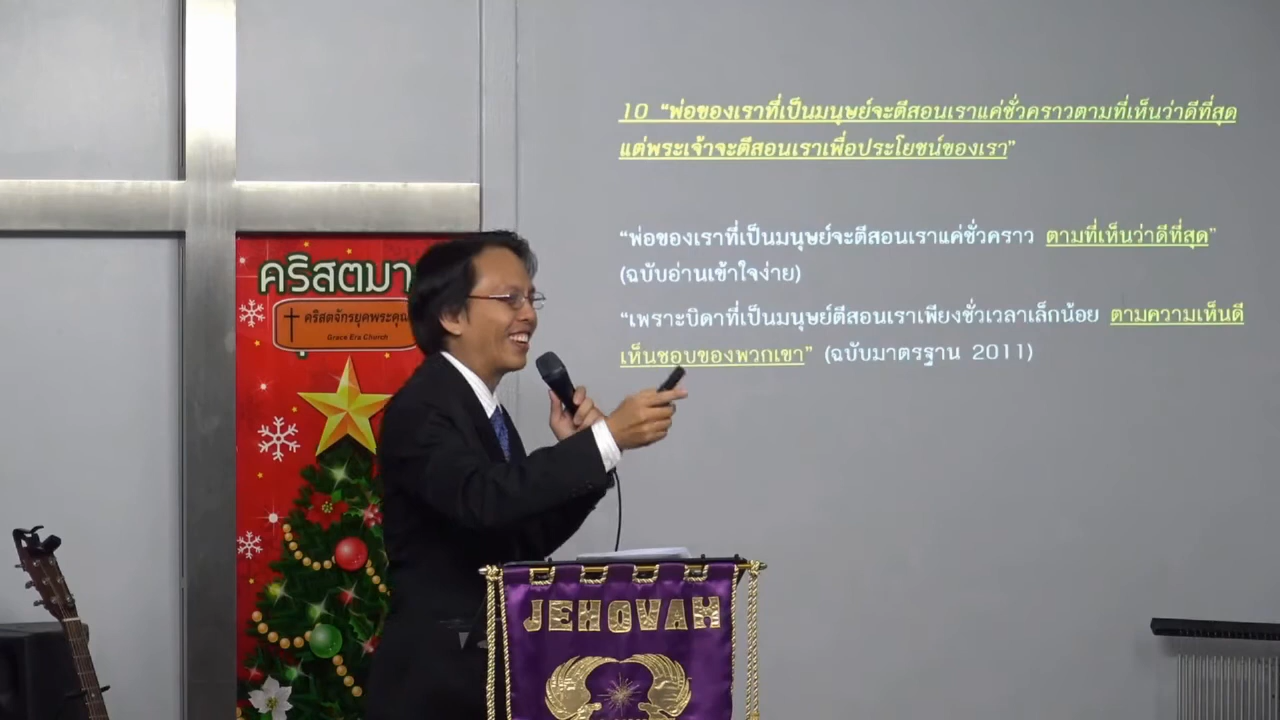 10 “พ่อของเราที่เป็นมนุษย์จะตีสอนเราแค่ชั่วคราวตามที่เห็นว่าดีที่สุด
แต่พระเจ้าจะตีสอนเราเพื่อประโยชน์ของเรา”
“พ่อของเราที่เป็นมนุษย์จะตีสอนเราแค่ชั่วคราว ตามที่เห็นว่าดีที่สุด”
(ฉบับอ่านเข้าใจง่าย)
“เพราะบิดาที่เป็นมนุษย์ตีสอนเราเพียงชั่วเวลาเล็กน้อย ตามความเห็นดี
เห็นชอบของพวกเขา” (ฉบับมาตรฐาน 2011)
คริสตมา
คริสตจักรยุคพระคุณ
Grace Era Church
JEHOVAH